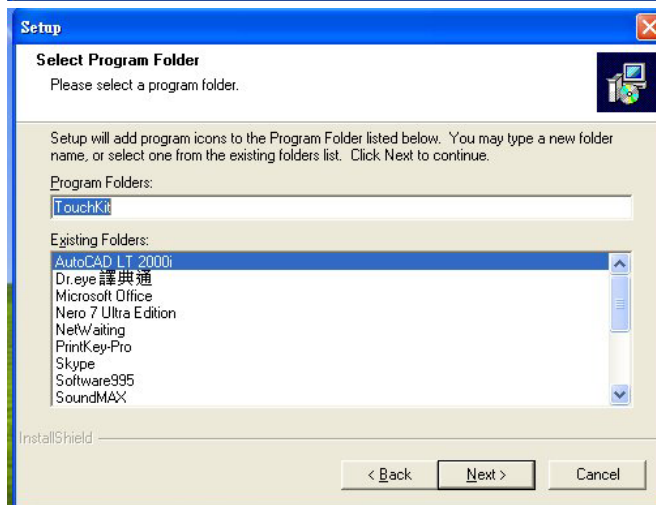 Setup
Select Program Folder
Please select a program folder.
Setup will add program icons to the Program Folder listed below. You may type a new folder
name, or select one from the existing folders list. Click Next to continue.
Program Folders:
TouchKit
Existing Folders:
AutoCAD LT 2000i
Dr.eye 譯典通
Microsoft Office
Nero 7 Ultra Edition
NetWaiting
PrintKey-Pro
Skype
Software995
SoundMAX
InstallShield
< Back
Next >
Cancel